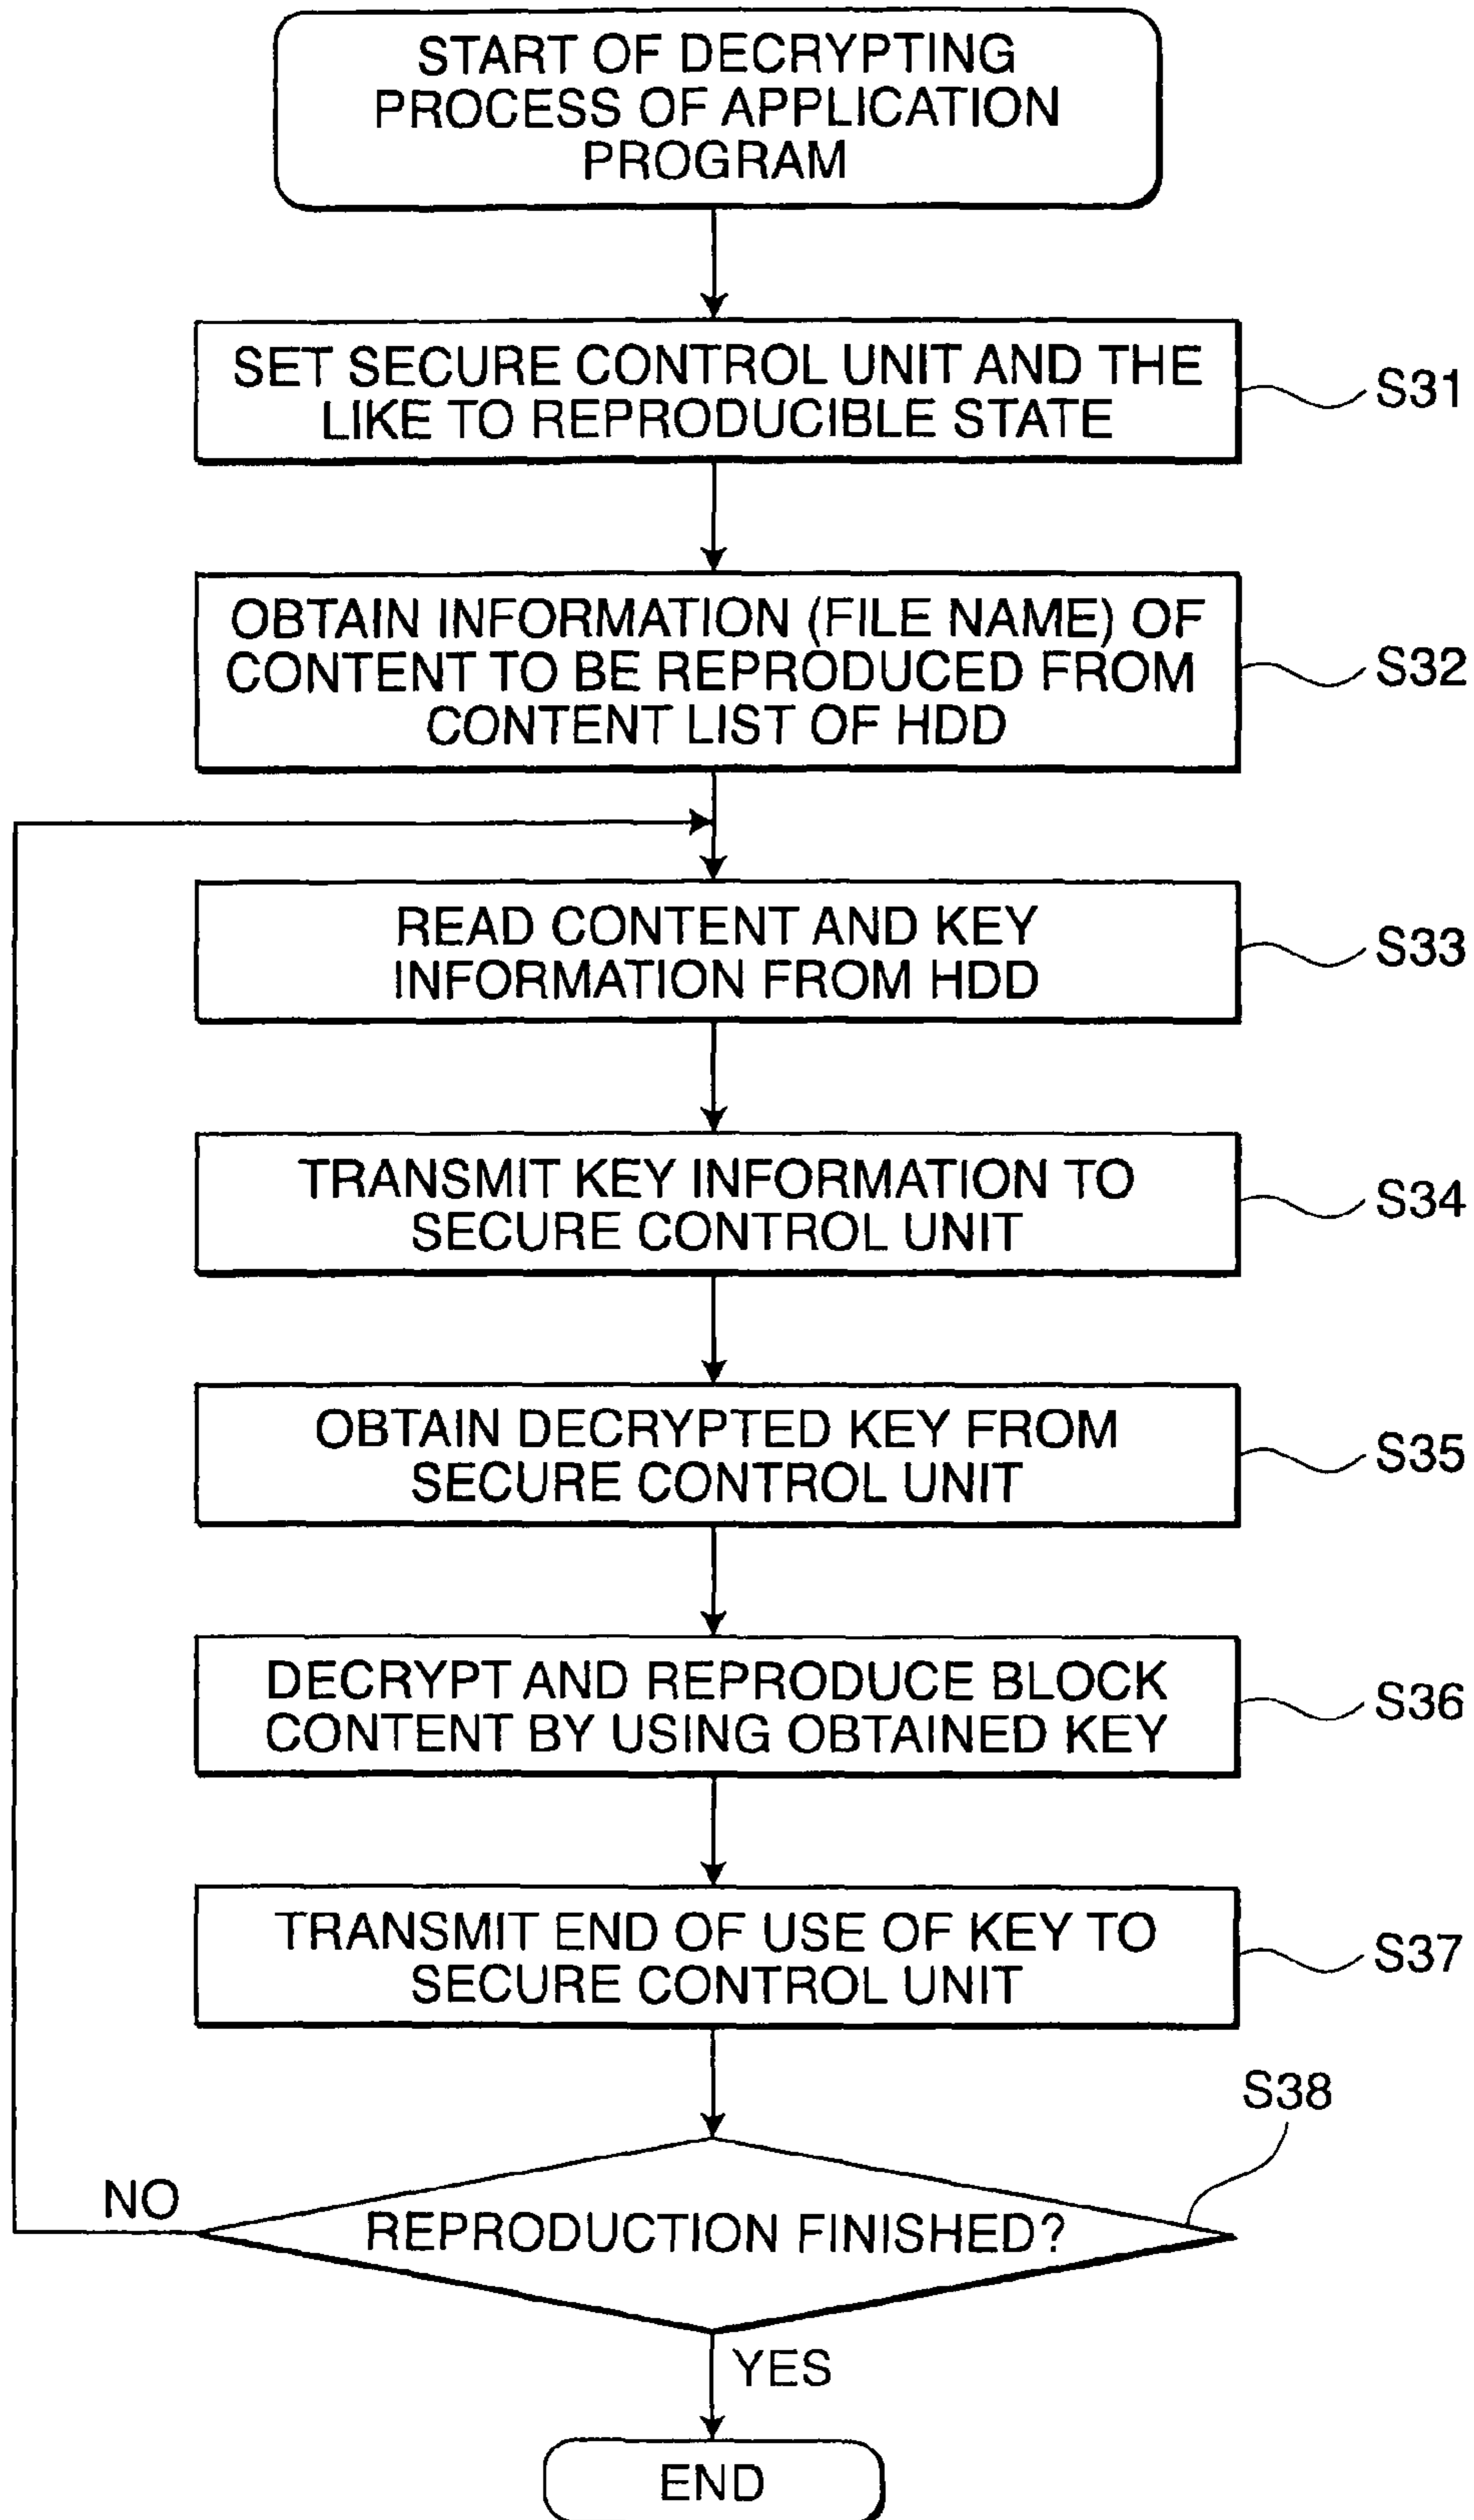 START OF DECRYPTING
PROCESS OF APPLICATION
PROGRAM
SET SECURE CONTROL UNIT AND THE
LIKE TO REPRODUCIBLE STATE
S31
OBTAIN INFORMATION (FILE NAME) OF
CONTENT TO BE REPRODUCED FROM
CONTENT LIST OF HDD
S32
READ CONTENT AND KEY
INFORMATION FROM HDD
S33
TRANSMIT KEY INFORMATION TO
SECURE CONTROL UNIT
S34
OBTAIN DECRYPTED KEY FROM
SECURE CONTROL UNIT
S35
DECRYPT AND REPRODUCE BLOCK
CONTENT BY USING OBTAINED KEY
S36
TRANSMIT END OF USE OF KEY TO
SECURE CONTROL UNIT
S37
S38
NO
REPRODUCTION FINISHED?
YES
END